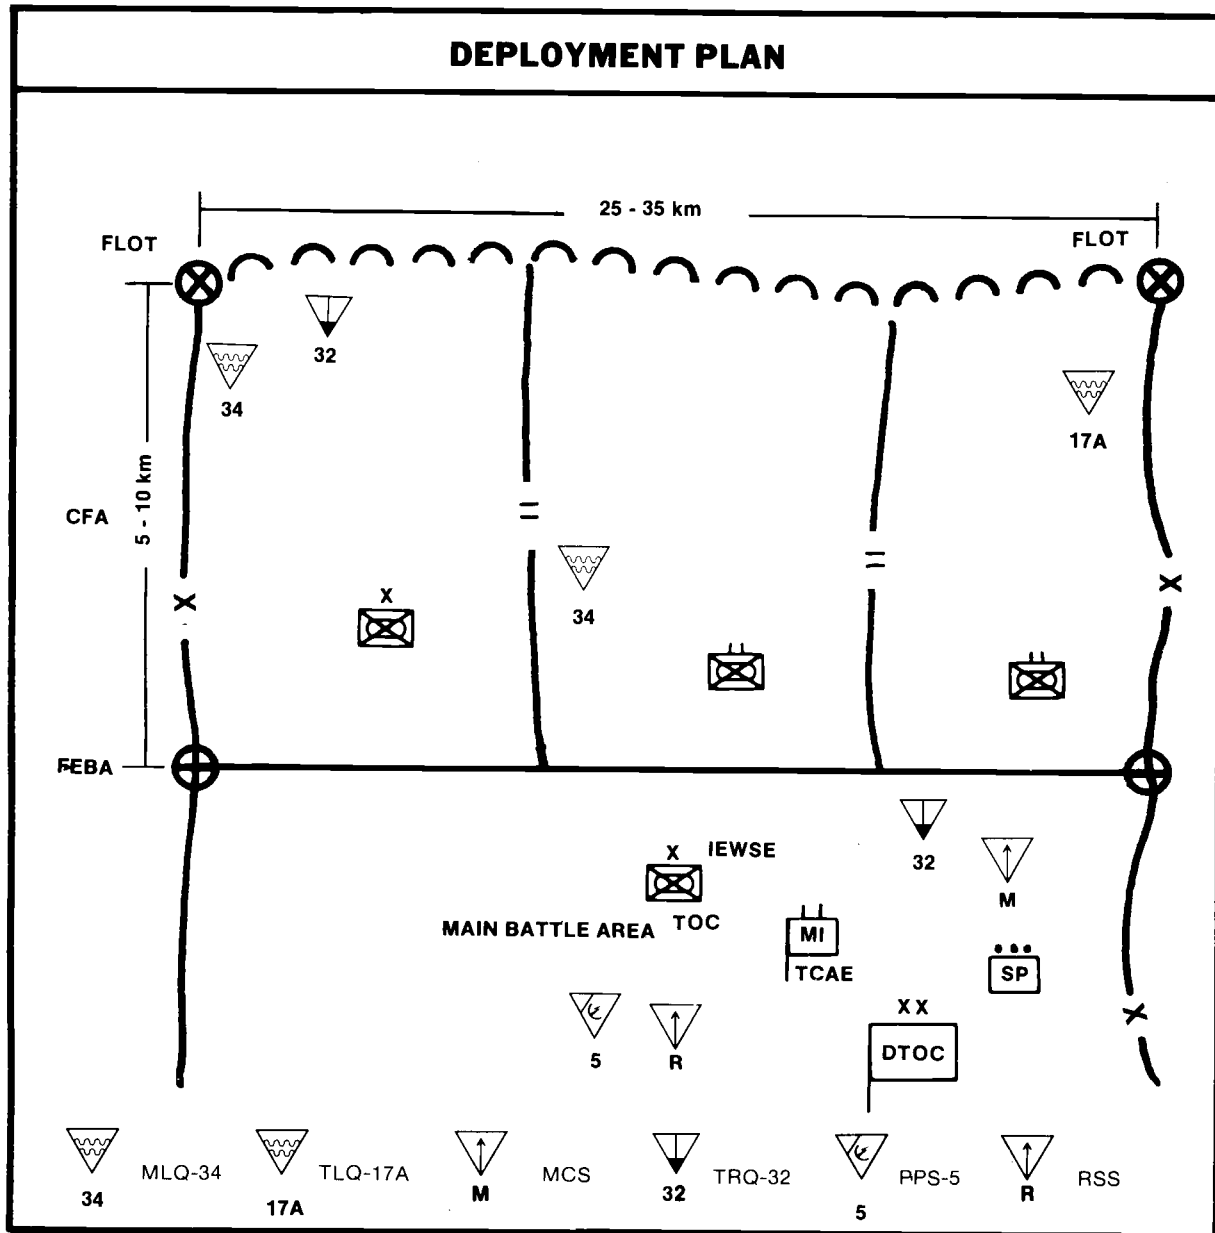 DEPLOYMENT PLAN
25 - 35 km
FLOT
FLOT
32
34
17A
5 - 10 km
CFA
X
X
X
34
FEBA
X
IEWSE
32
M
MAIN BATTLE AREA
TOC
MI
TCAE
SP
X
5
R
XX
DTOC
34
MLQ-34
17A
TLQ-17A
M
MCS
32
TRQ-32
5
PPS-5
R
RSS